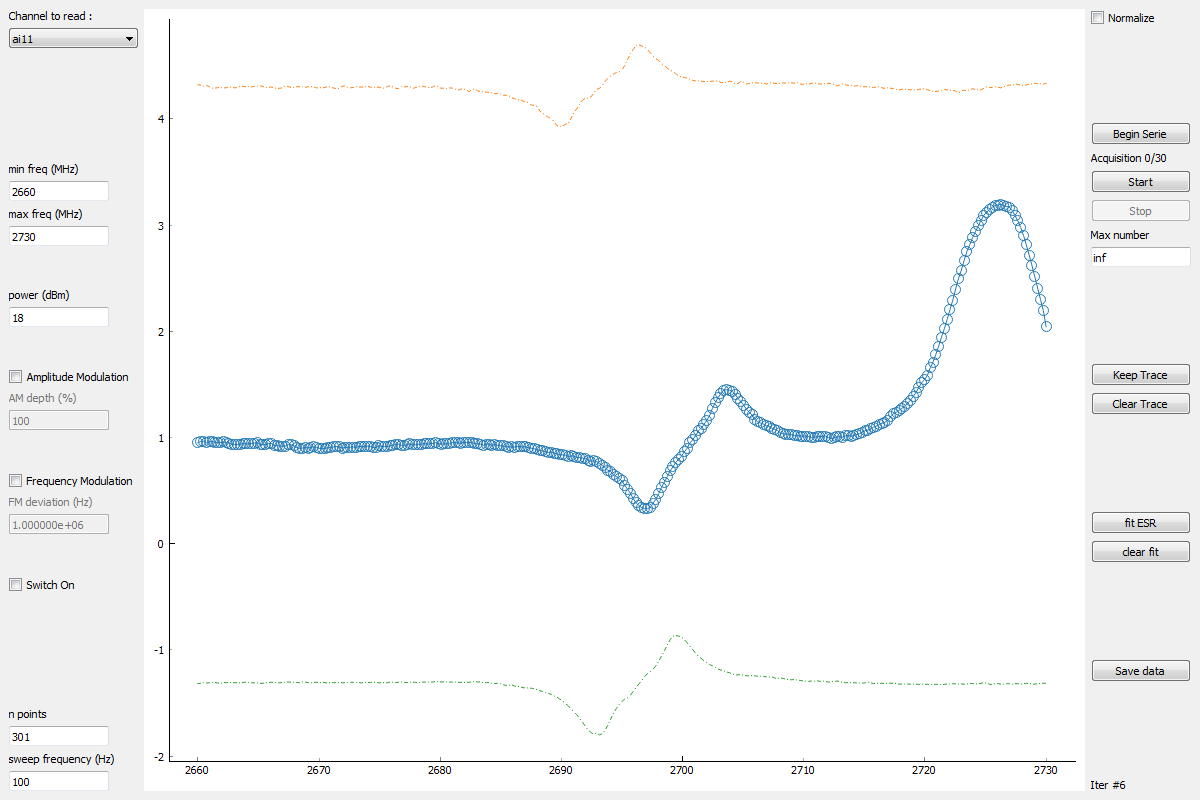 Channel to read :
ai11
min freq (MHz)
2660
max freq (MHz)
2730
power (dBm)
18
Amplitude Modulation
AM depth (%)
100
Frequency Modulation
FM deviation (Hz)
1.000000e+06
Switch On
n points
301
sweep frequency (Hz)
100
4
3
2
1
0
-1
-2
2660 2670 2680 2690 2700 2710 2720 2730
Normalize
Begin Serie
Acquisition 0/30
Start
Stop
Max number
inf
Keep Trace
Clear Trace
fit ESR
clear fit
Save data
Iter #6